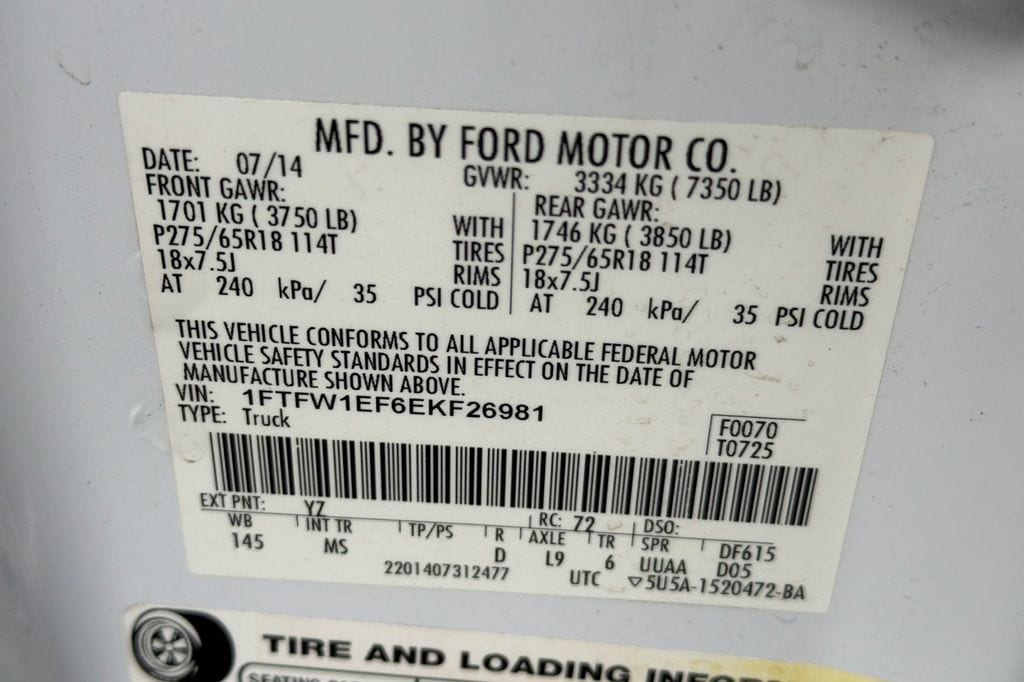 MFD. BY FORD MOTOR CO.
DATE: 07/14 GVWR: 3334 KG ( 7350 LB)
FRONT GAWR: REAR GAWR:
1701 KG ( 3750 LB) WITH 1746 KG ( 3850 LB) WITH
P275/65R18 114T TIRES P275/65R18 114T TIRES
18x7.5J RIMS 18x7.5J RIMS
AT 240 kPa/ 35 PSI COLD AT 240 kPa/ 35 PSI COLD
THIS VEHICLE CONFORMS TO ALL APPLICABLE FEDERAL MOTOR
VEHICLE SAFETY STANDARDS IN EFFECT ON THE DATE OF
MANUFACTURE SHOWN ABOVE.
VIN: 1FTFW1EF6EKF26981
TYPE: Truck
F0070
T0725
EXT PNT: YZ RC: 72 DSO:
WB INT TR TP/PS R AXLE TR SPR DF615
145 MS D L9 6 UUAA D05
2201407312477 UTC ▽5U5A-1520472-BA
TIRE AND LOADING